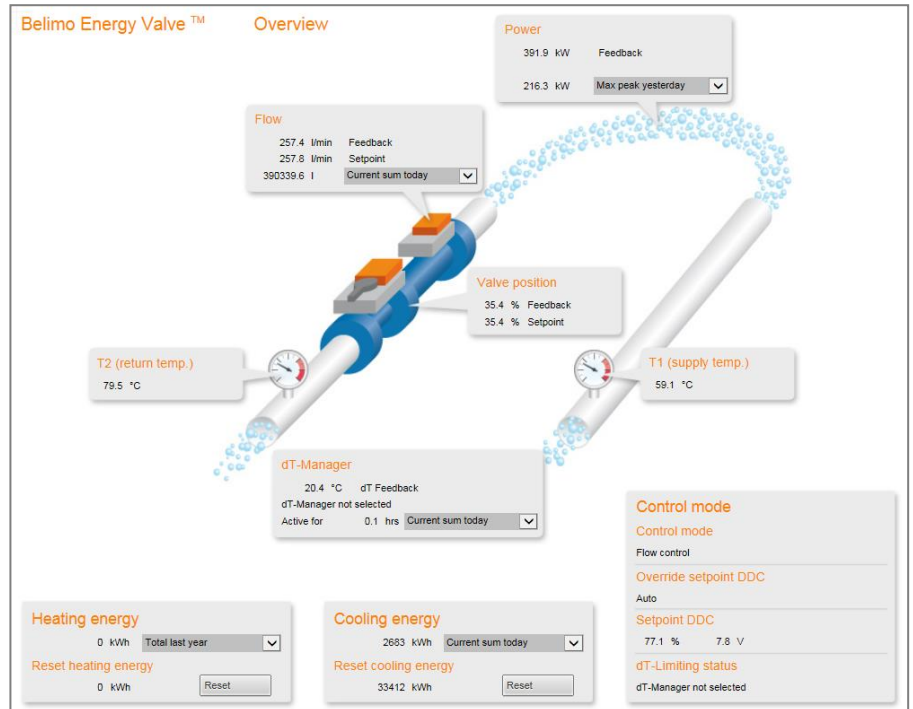 Belimo Energy Valve ™ Overview
Power
391.9 kW Feedback
216.3 kW Max peak yesterday
Flow
257.4 l/min Feedback
257.8 l/min Setpoint
390339.6 l Current sum today
Valve position
35.4 % Feedback
35.4 % Setpoint
T2 (return temp.)
79.5 °C
T1 (supply temp.)
59.1 °C
dT-Manager
20.4 °C dT Feedback
dT-Manager not selected
Active for 0.1 hrs Current sum today
Control mode
Control mode
Flow control
Override setpoint DDC
Auto
Setpoint DDC
77.1 % 7.8 V
dT-Limiting status
dT-Manager not selected
Heating energy
0 kWh Total last year
Reset heating energy
0 kWh Reset
Cooling energy
2683 kWh Current sum today
Reset cooling energy
33412 kWh Reset